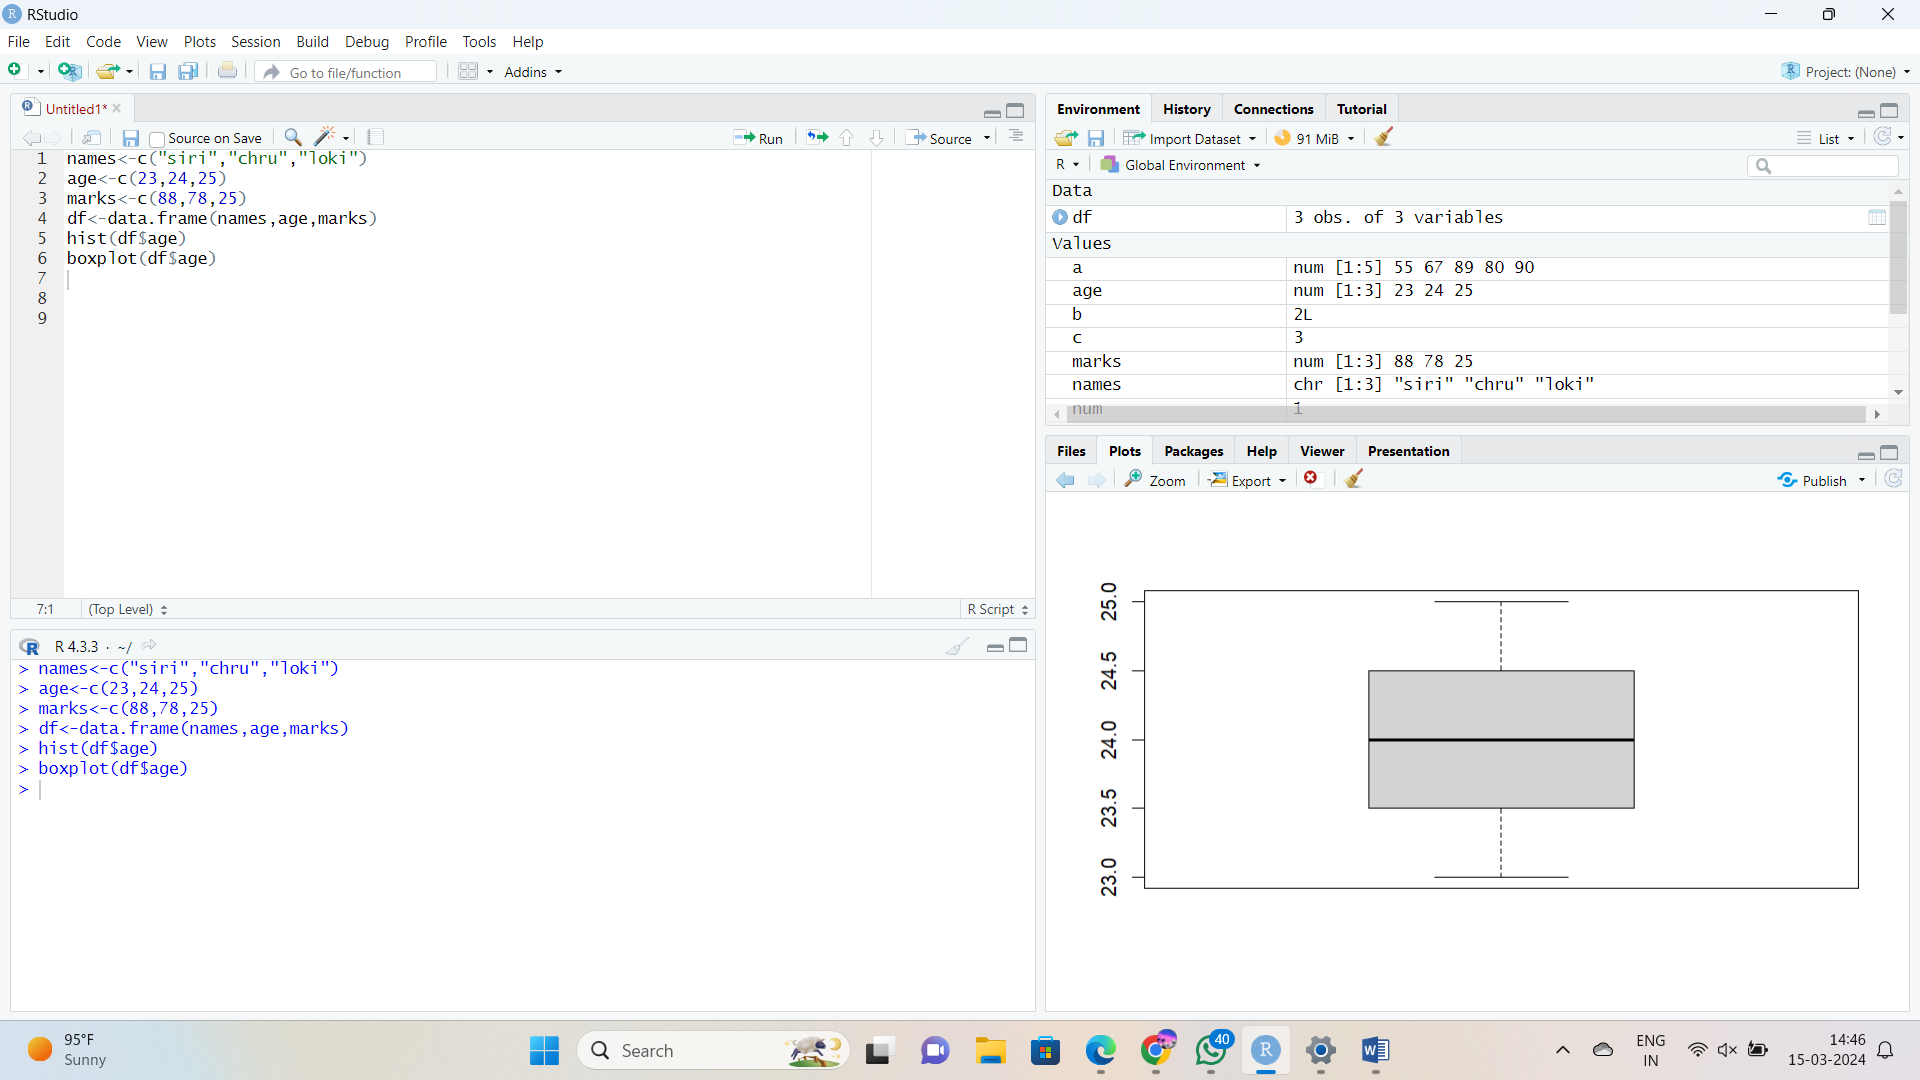 RStudio
File Edit Code View Plots Session Build Debug Profile Tools Help
Go to file/function Addins Project: (None)
Untitled1*
Source on Save Run Source
1 names<-c("siri","chru","loki")
2 age<-c(23,24,25)
3 marks<-c(88,78,25)
4 df<-data.frame(names,age,marks)
5 hist(df$age)
6 boxplot(df$age)
7
8
9
7:1 (Top Level) R Script
R 4.3.3 · ~/
> names<-c("siri","chru","loki")
> age<-c(23,24,25)
> marks<-c(88,78,25)
> df<-data.frame(names,age,marks)
> hist(df$age)
> boxplot(df$age)
>
Environment History Connections Tutorial
Import Dataset 91 MiB List
R Global Environment
Data
df 3 obs. of 3 variables
Values
a num [1:5] 55 67 89 80 90
age num [1:3] 23 24 25
b 2L
c 3
marks num [1:3] 88 78 25
names chr [1:3] "siri" "chru" "loki"
num 1
Files Plots Packages Help Viewer Presentation
Zoom Export Publish
25.0
24.5
24.0
23.5
23.0
95°F
Sunny
Search
40
ENG
IN
14:46
15-03-2024